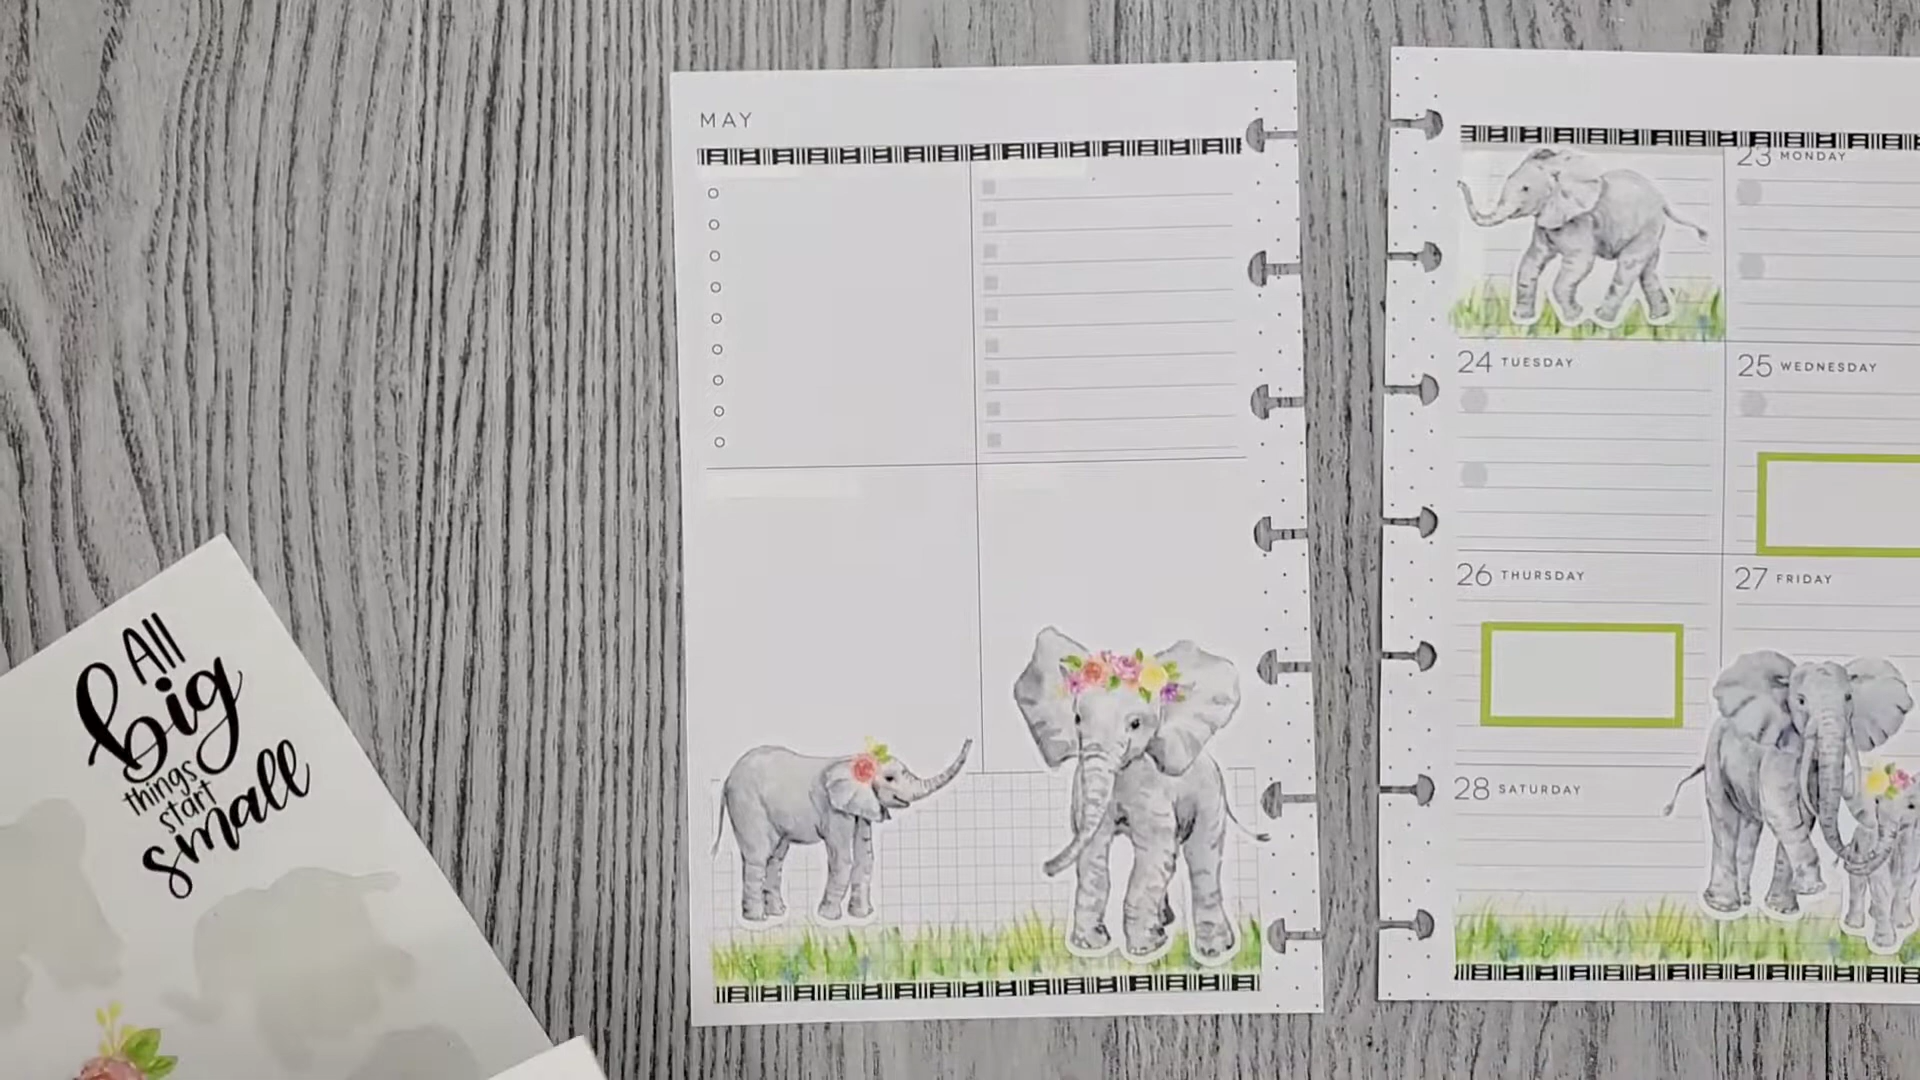 MAY
23 MONDAY
24 TUESDAY
25 WEDNESDAY
26 THURSDAY
27 FRIDAY
28 SATURDAY
All
big
things
start
small